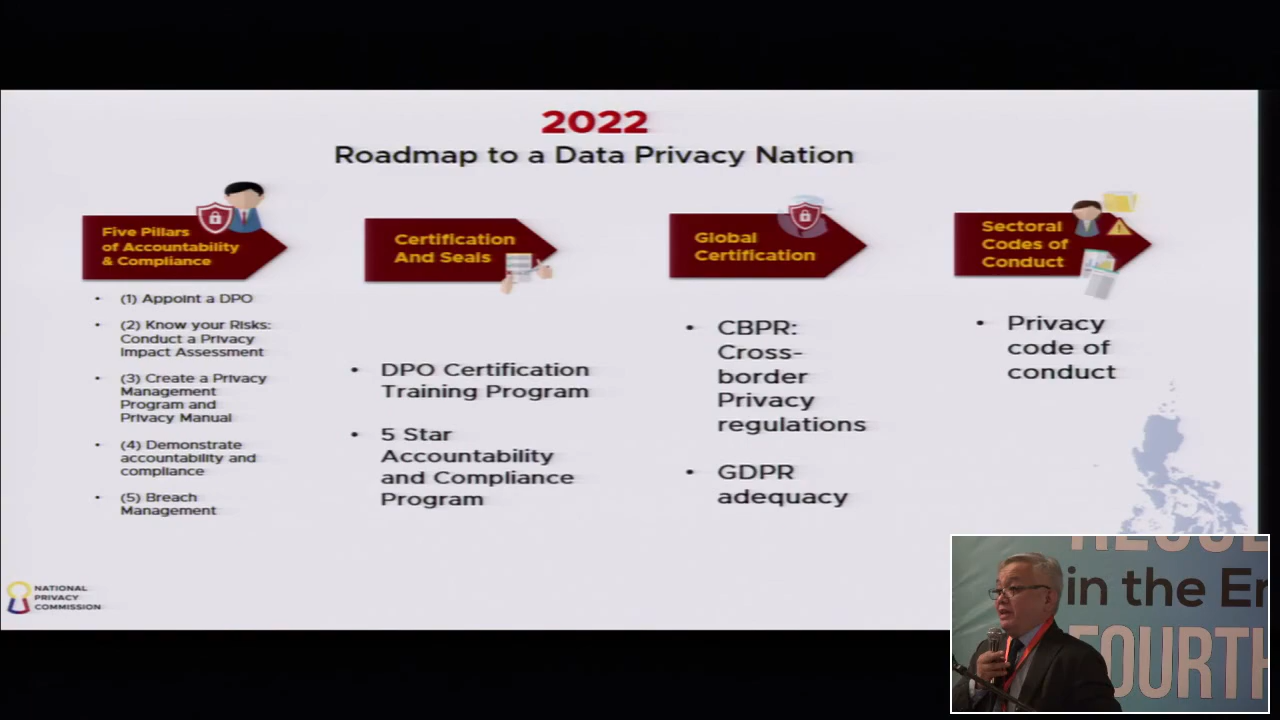 2022
Roadmap to a Data Privacy Nation
Five Pillars
of Accountability
& Compliance
• (1) Appoint a DPO
• (2) Know your Risks:
Conduct a Privacy
Impact Assessment
• (3) Create a Privacy
Management
Program and
Privacy Manual
• (4) Demonstrate
accountability and
compliance
• (5) Breach
Management
Certification
And Seals
• DPO Certification
Training Program
• 5 Star
Accountability
and Compliance
Program
Global
Certification
• CBPR:
Cross-
border
Privacy
regulations
• GDPR
adequacy
Sectoral
Codes of
Conduct
• Privacy
code of
conduct
NATIONAL
PRIVACY
COMMISSION
in the Er
FOURTH